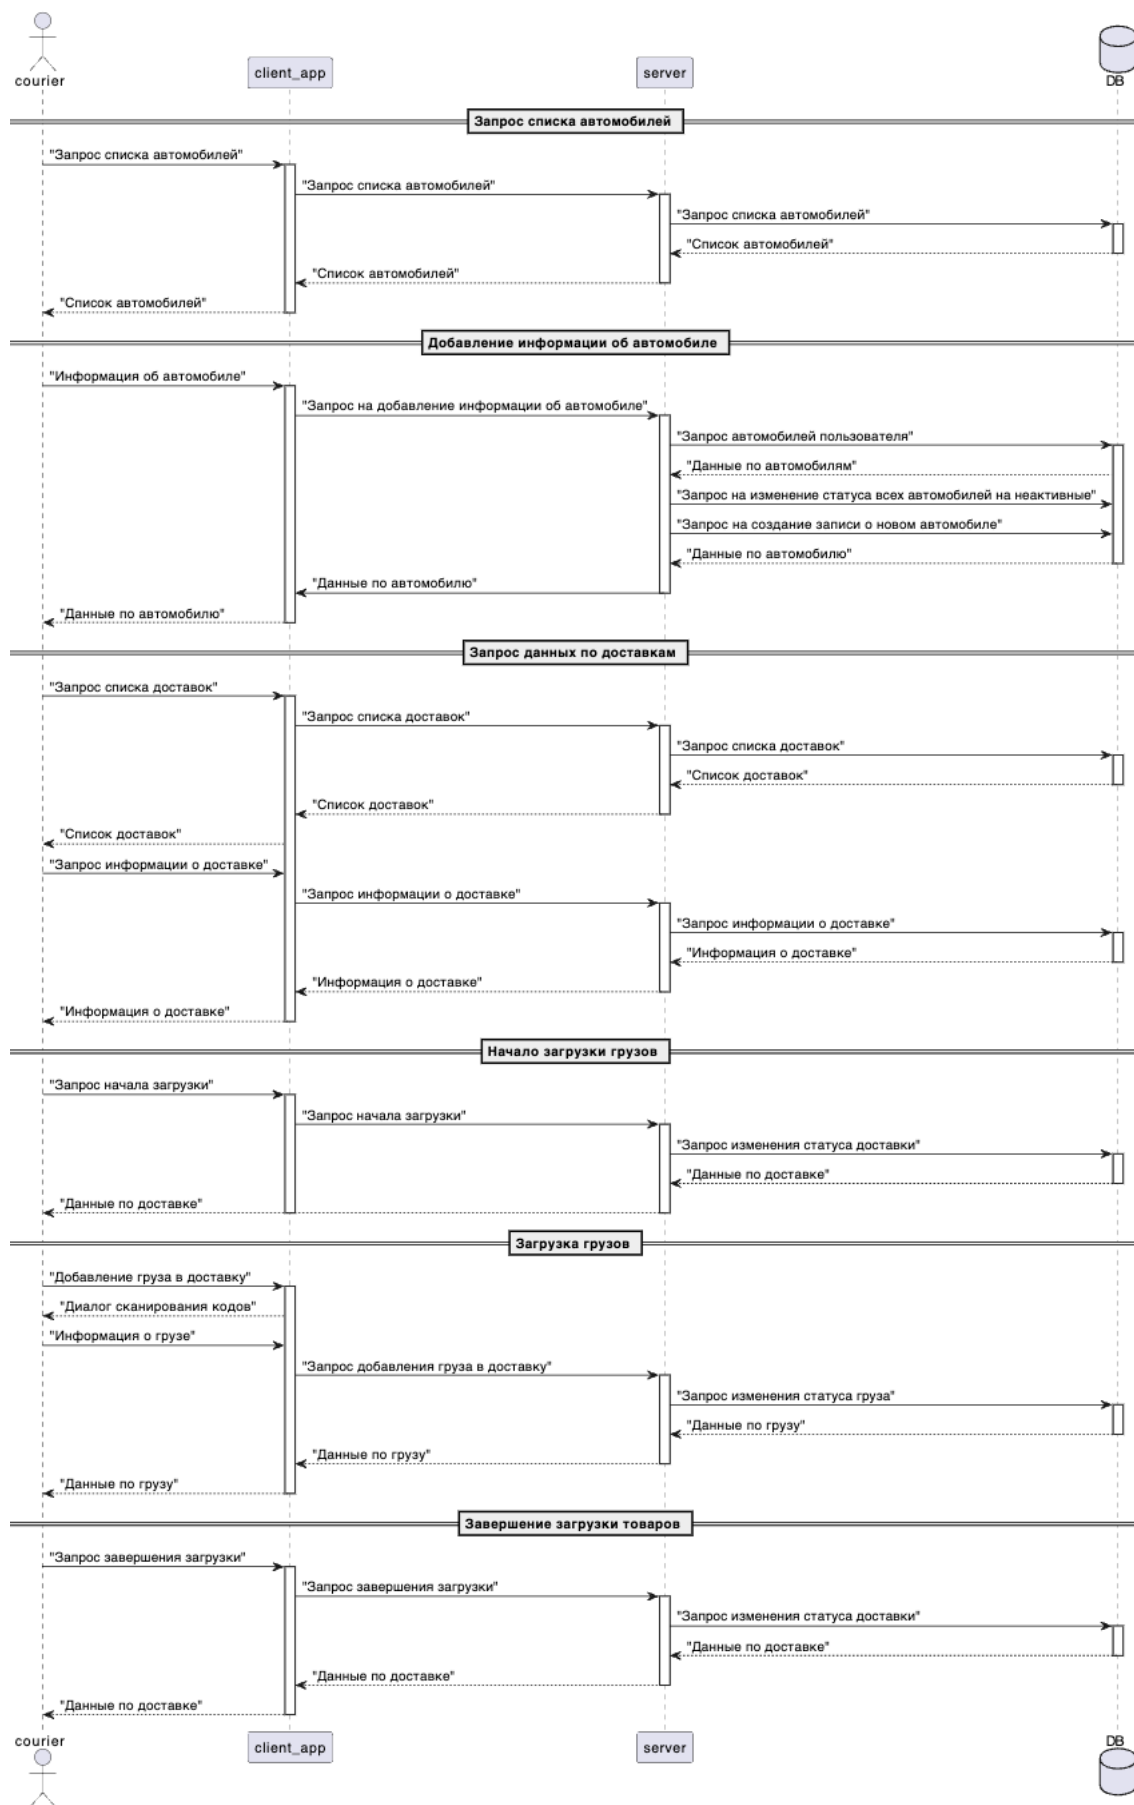 courier
client_app
server
DB
Запрос списка автомобилей
"Запрос списка автомобилей"
"Запрос списка автомобилей"
"Запрос списка автомобилей"
"Список автомобилей"
"Список автомобилей"
"Список автомобилей"
Добавление информации об автомобиле
"Информация об автомобиле"
"Запрос на добавление информации об автомобиле"
"Запрос автомобилей пользователя"
"Данные по автомобилям"
"Запрос на изменение статуса всех автомобилей на неактивные"
"Запрос на создание записи о новом автомобиле"
"Данные по автомобилю"
"Данные по автомобилю"
"Данные по автомобилю"
Запрос данных по доставкам
"Запрос списка доставок"
"Запрос списка доставок"
"Запрос списка доставок"
"Список доставок"
"Список доставок"
"Список доставок"
"Запрос информации о доставке"
"Запрос информации о доставке"
"Запрос информации о доставке"
"Информация о доставке"
"Информация о доставке"
"Информация о доставке"
Начало загрузки грузов
"Запрос начала загрузки"
"Запрос начала загрузки"
"Запрос изменения статуса доставки"
"Данные по доставке"
"Данные по доставке"
Загрузка грузов
"Добавление груза в доставку"
"Диалог сканирования кодов"
"Информация о грузе"
"Запрос добавления груза в доставку"
"Запрос изменения статуса груза"
"Данные по грузу"
"Данные по грузу"
"Данные по грузу"
Завершение загрузки товаров
"Запрос завершения загрузки"
"Запрос завершения загрузки"
"Запрос изменения статуса доставки"
"Данные по доставке"
"Данные по доставке"
"Данные по доставке"
courier
client_app
server
DB